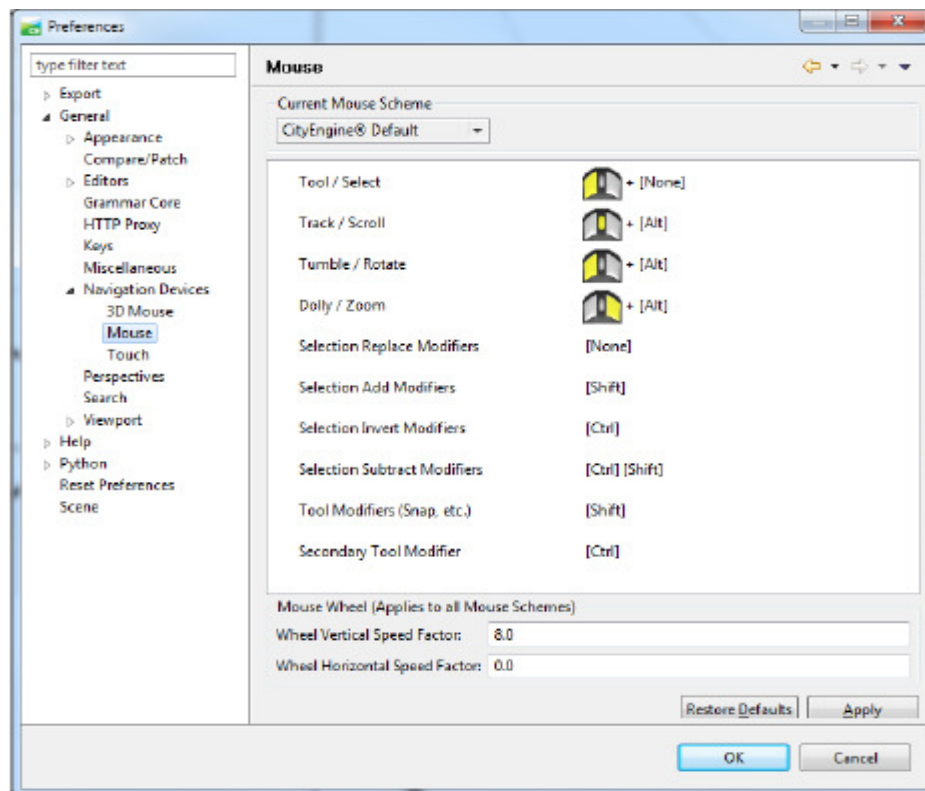 Preferences
type filter text
Export
General
Appearance
Compare/Patch
Editors
Grammar Core
HTTP Proxy
Keys
Miscellaneous
Navigation Devices
3D Mouse
Mouse
Touch
Perspectives
Search
Viewport
Help
Python
Reset Preferences
Scene
Mouse
Current Mouse Scheme
CityEngine® Default
Tool / Select + [None]
Track / Scroll + [Alt]
Tumble / Rotate + [Alt]
Dolly / Zoom + [Alt]
Selection Replace Modifiers [None]
Selection Add Modifiers [Shift]
Selection Invert Modifiers [Ctrl]
Selection Subtract Modifiers [Ctrl] [Shift]
Tool Modifiers (Snap, etc.) [Shift]
Secondary Tool Modifier [Ctrl]
Mouse Wheel (Applies to all Mouse Schemes)
Wheel Vertical Speed Factor: 8.0
Wheel Horizontal Speed Factor: 0.0
Restore Defaults Apply
OK Cancel